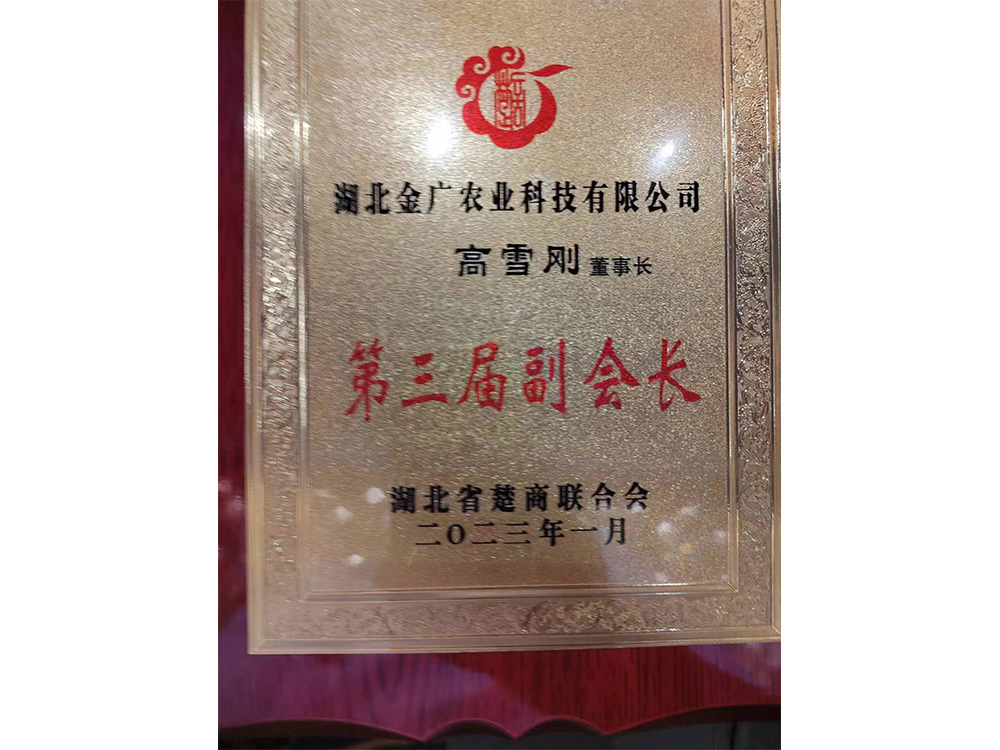 楚商
湖北金广农业科技有限公司
高雪刚 董事长
第三届副会长
湖北省楚商联合会
二〇二三年一月